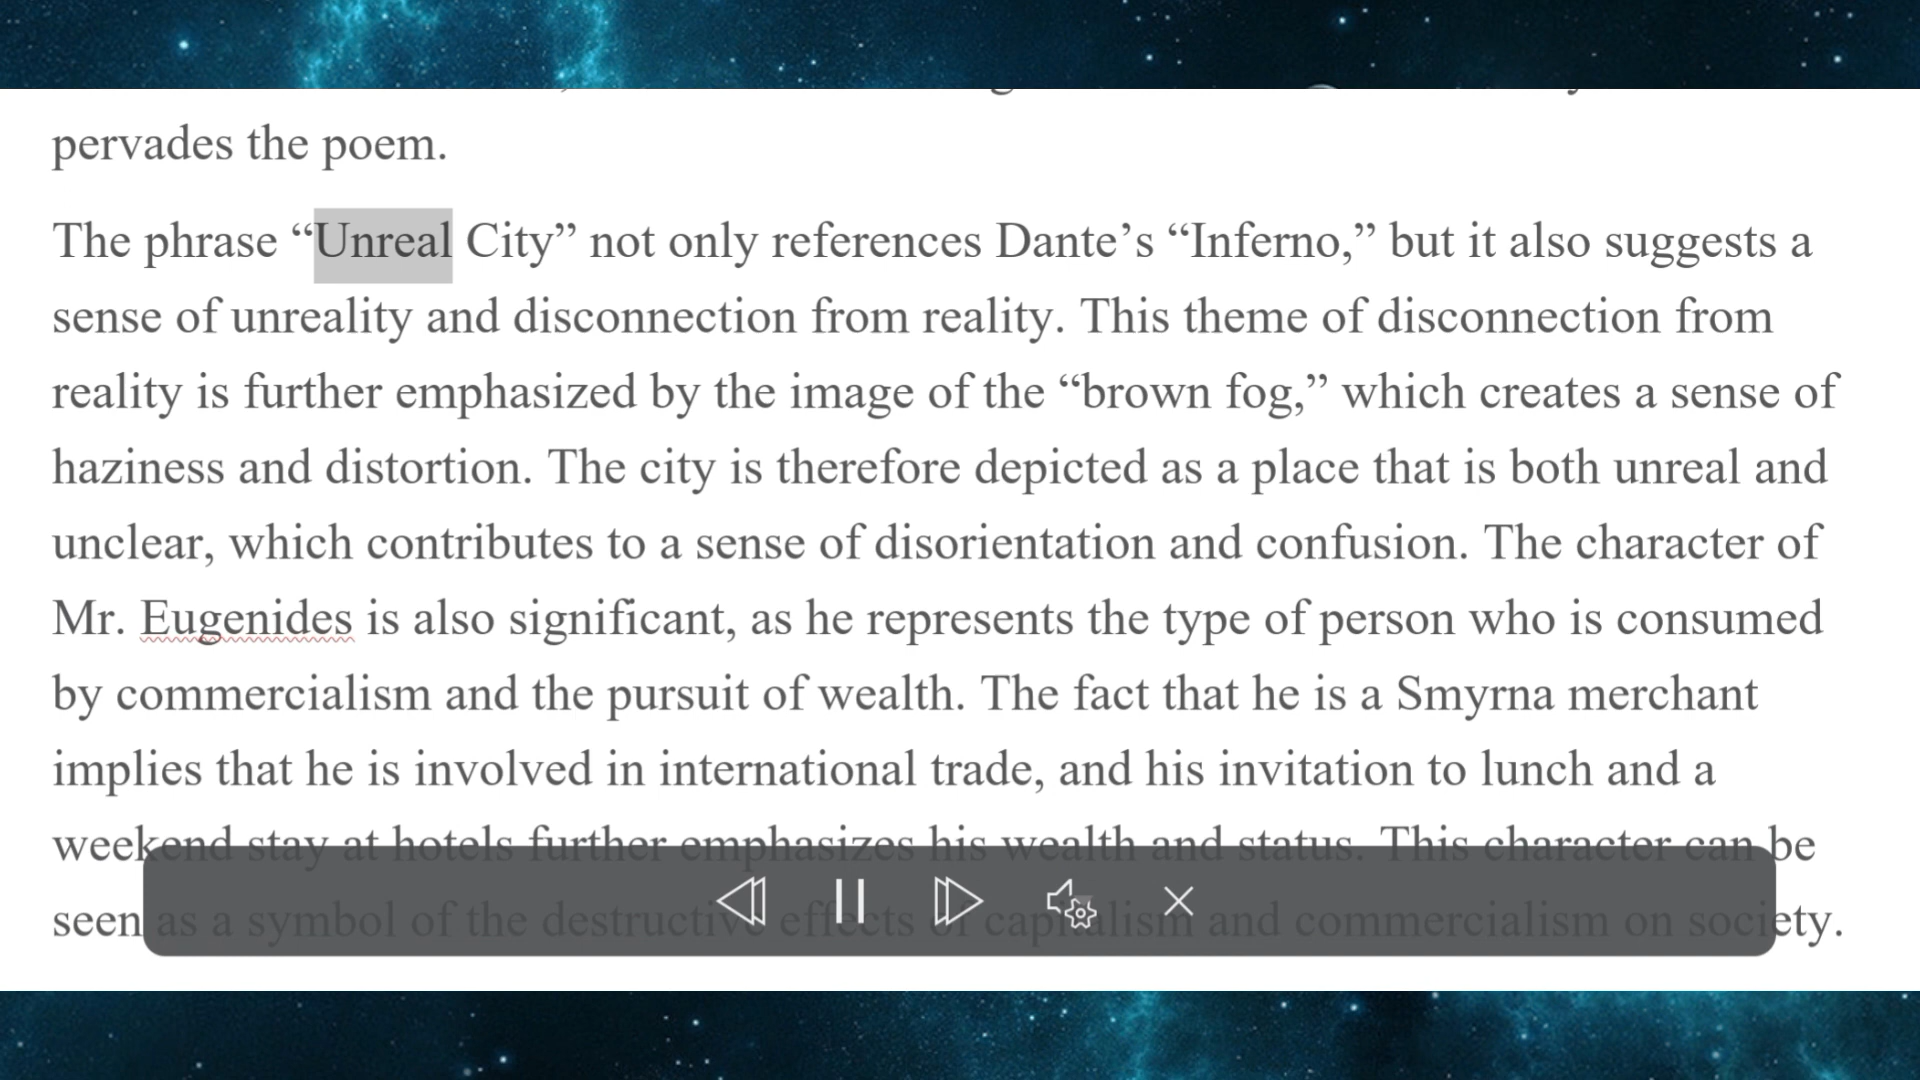 pervades the poem.
The phrase “Unreal City” not only references Dante’s “Inferno,” but it also suggests a
sense of unreality and disconnection from reality. This theme of disconnection from
reality is further emphasized by the image of the “brown fog,” which creates a sense of
haziness and distortion. The city is therefore depicted as a place that is both unreal and
unclear, which contributes to a sense of disorientation and confusion. The character of
Mr. Eugenides is also significant, as he represents the type of person who is consumed
by commercialism and the pursuit of wealth. The fact that he is a Smyrna merchant
implies that he is involved in international trade, and his invitation to lunch and a
weekend stay at hotels further emphasizes his wealth and status. This character can be
seen as a symbol of the destructive effects of capitalism and commercialism on society.